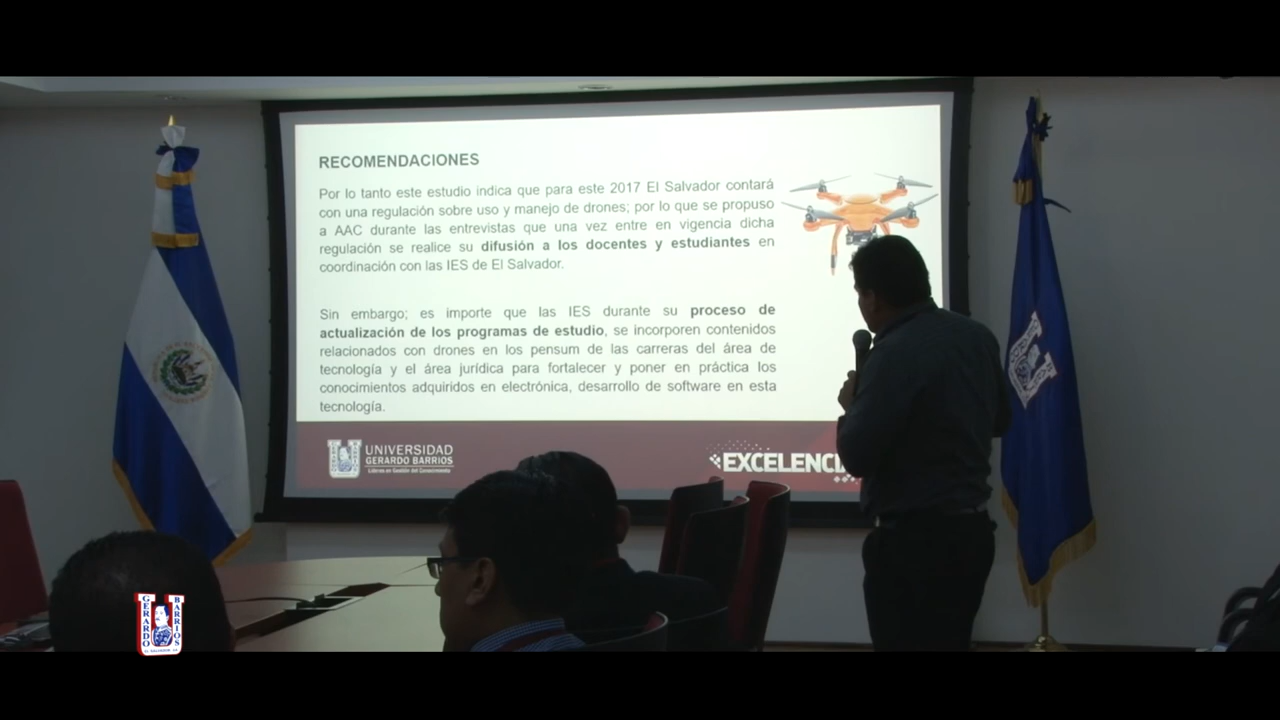 RECOMENDACIONES
Por lo tanto este estudio indica que para este 2017 El Salvador contará
con una regulación sobre uso y manejo de drones; por lo que se propuso
a AAC durante las entrevistas que una vez entre en vigencia dicha
regulación se realice su difusión a los docentes y estudiantes en
coordinación con las IES de El Salvador.
Sin embargo; es importe que las IES durante su proceso de
actualización de los programas de estudio, se incorporen contenidos
relacionados con drones en los pensum de las carreras del área de
tecnología y el área jurídica para fortalecer y poner en práctica los
conocimientos adquiridos en electrónica, desarrollo de software en esta
tecnología.
UNIVERSIDAD
GERARDO BARRIOS
Líderes en Gestión del Conocimiento
EXCELENCIA
GERARDO
BARRIOS